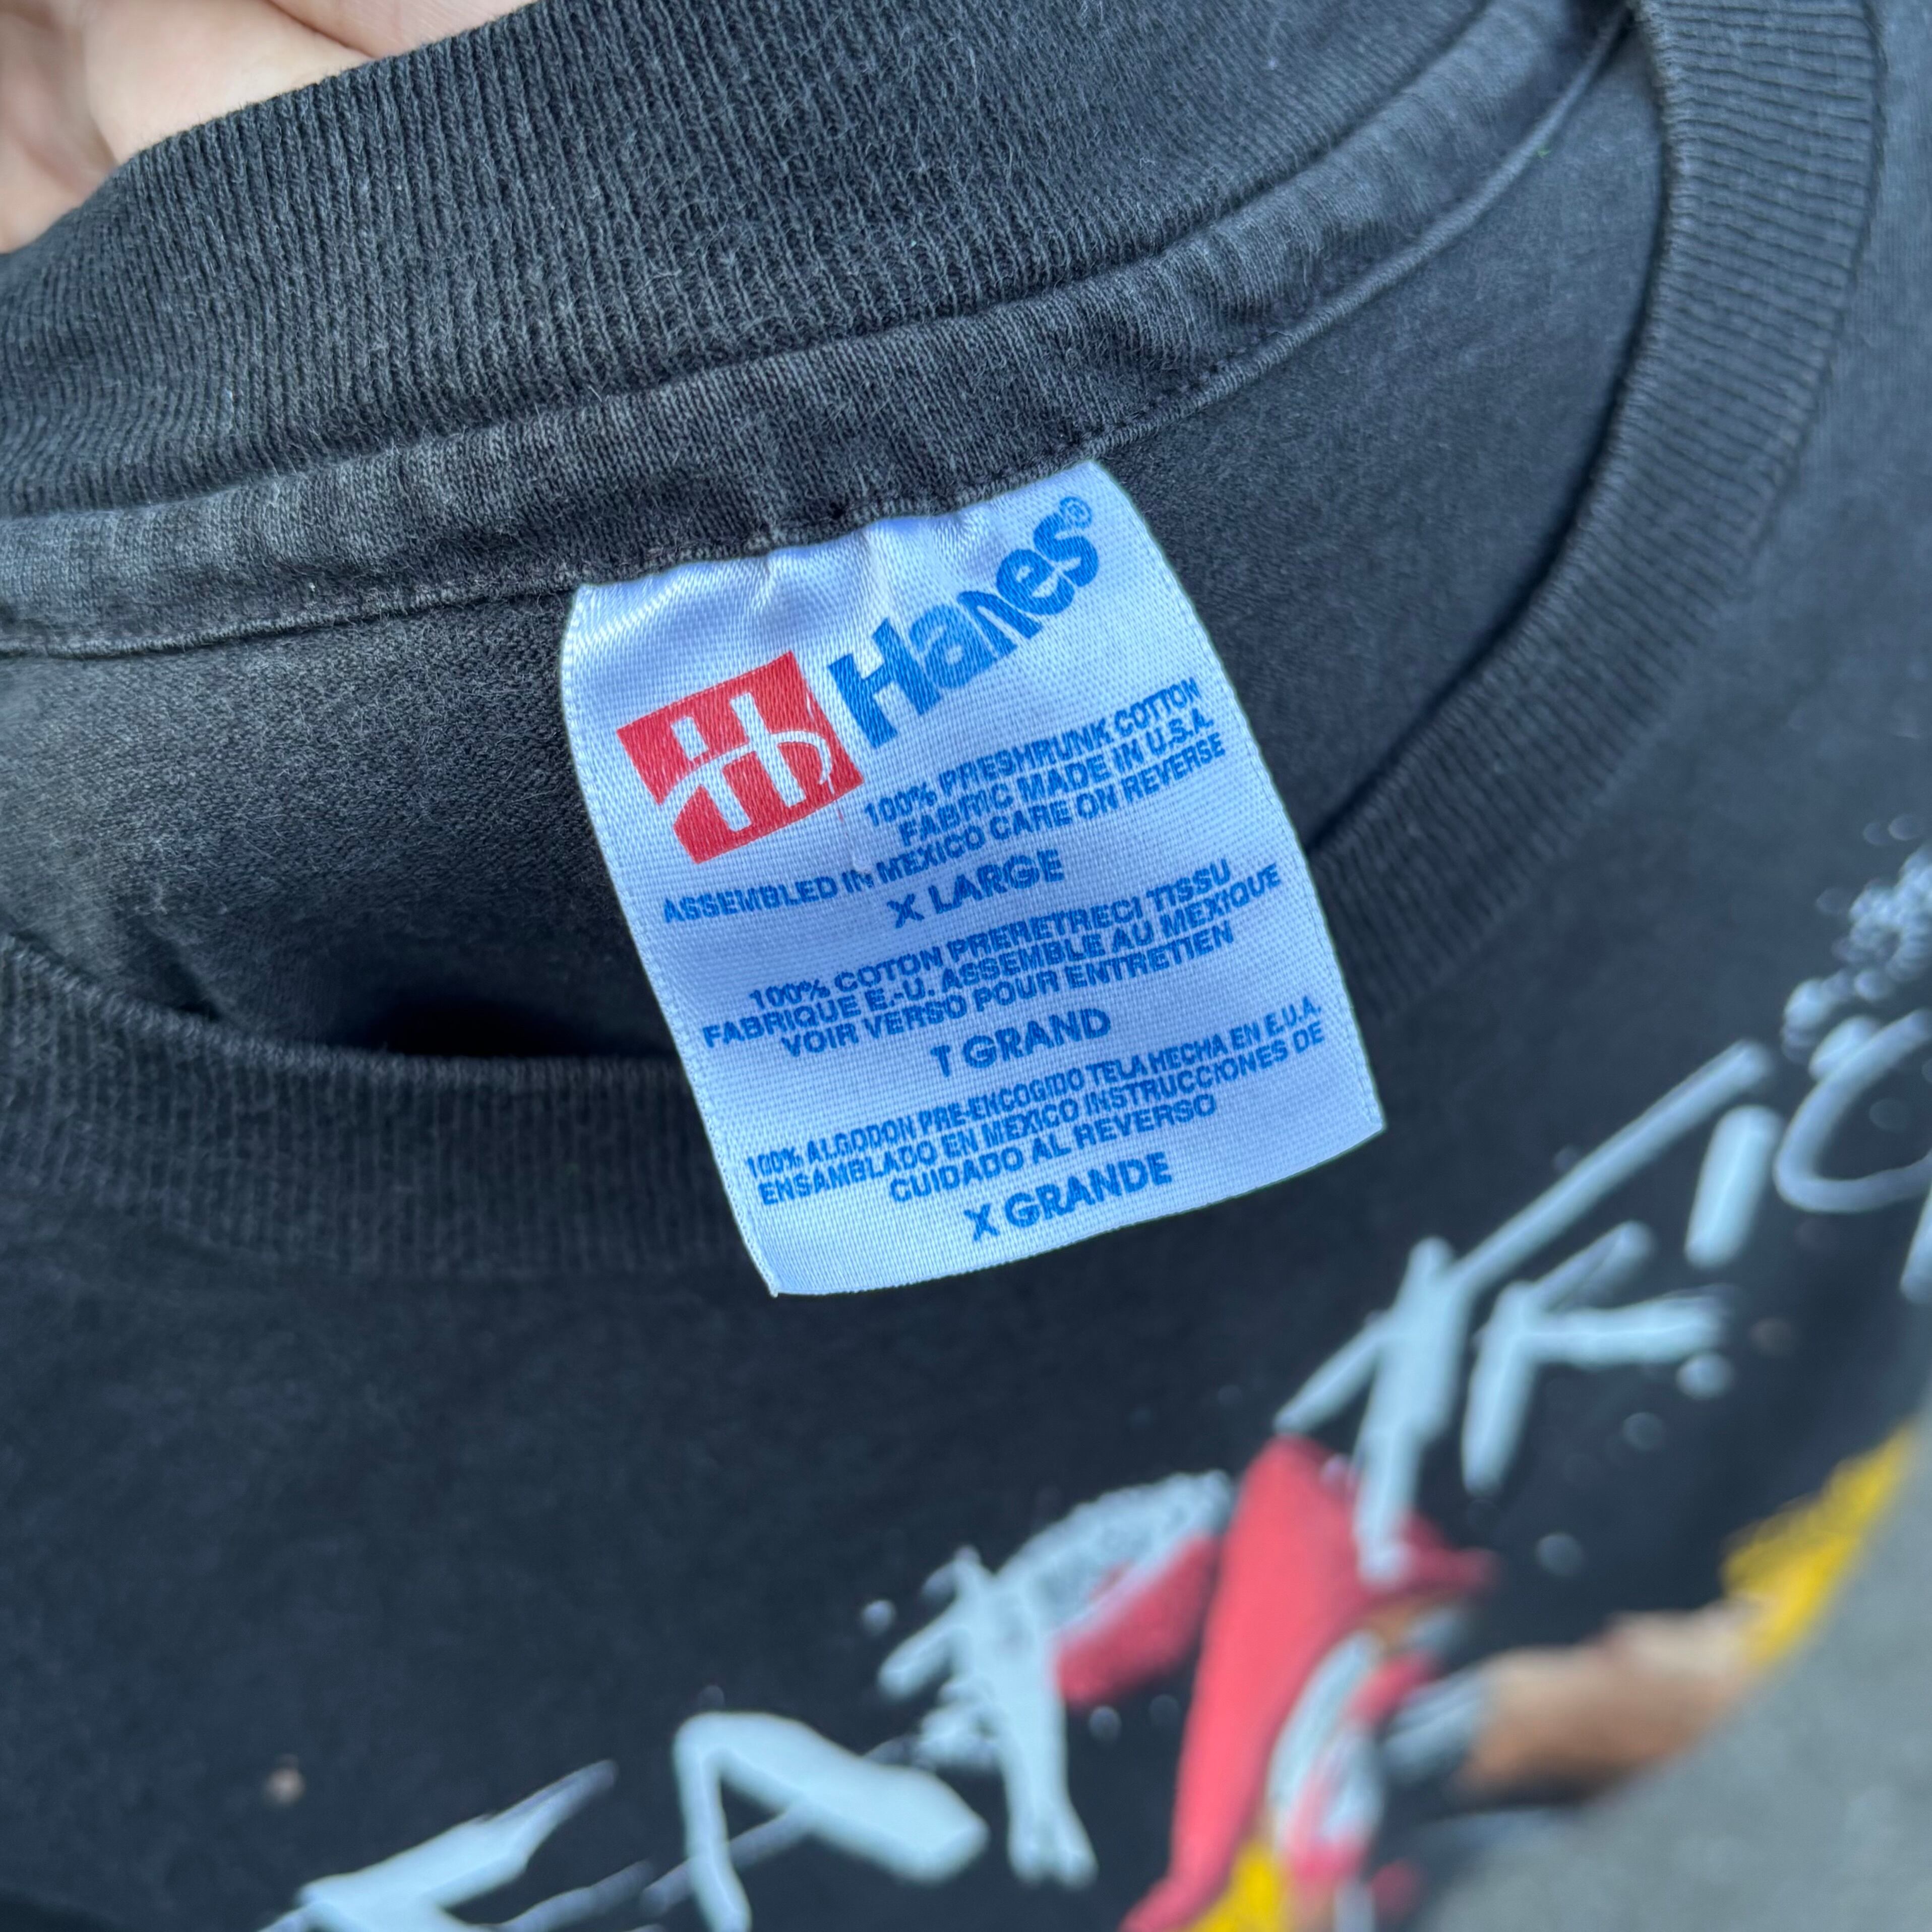 Hanes®
100% PRESHRUNK COTTON
FABRIC MADE IN U.S.A.
ASSEMBLED IN MEXICO CARE ON REVERSE
X LARGE
100% COTON PRERETRECI TISSU
FABRIQUE E.-U. ASSEMBLE AU MEXIQUE
VOIR VERSO POUR ENTRETIEN
T GRAND
100% ALGODON PRE-ENCOGIDO TELA HECHA EN E.U.A.
ENSAMBLADO EN MEXICO INSTRUCCIONES DE
CUIDADO AL REVERSO
X GRANDE